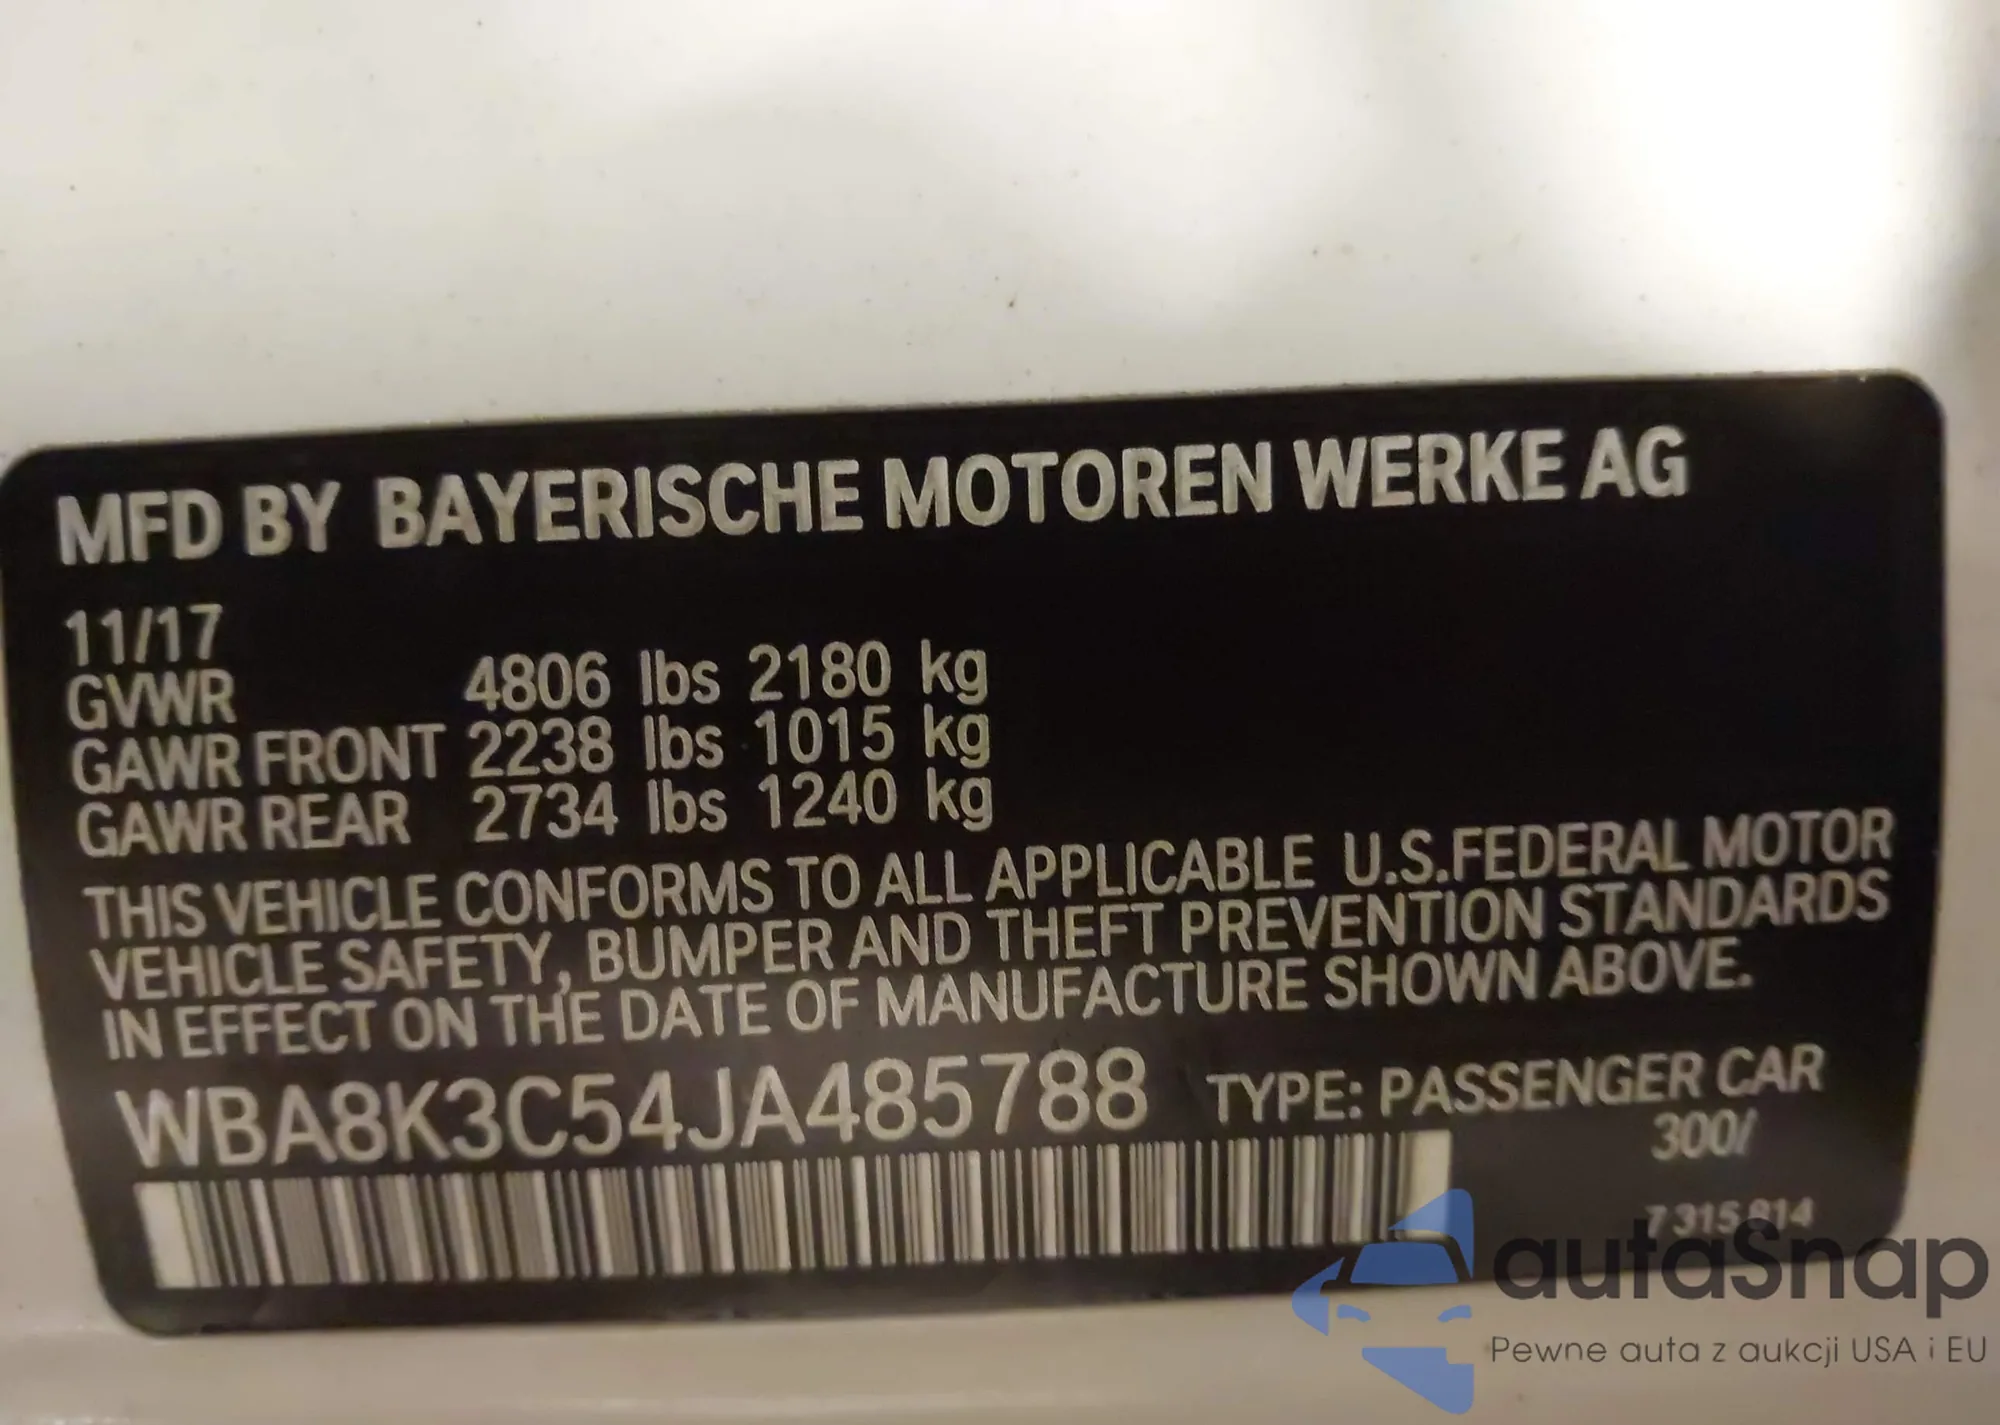 MFD BY BAYERISCHE MOTOREN WERKE AG
11/17
GVWR 4806 lbs 2180 kg
GAWR FRONT 2238 lbs 1015 kg
GAWR REAR 2734 lbs 1240 kg
THIS VEHICLE CONFORMS TO ALL APPLICABLE U.S.FEDERAL MOTOR
VEHICLE SAFETY, BUMPER AND THEFT PREVENTION STANDARDS
IN EFFECT ON THE DATE OF MANUFACTURE SHOWN ABOVE.
WBA8K3C54JA485788 TYPE: PASSENGER CAR
300/
7 315 814
autaSnap
Pewne auta z aukcji USA i EU